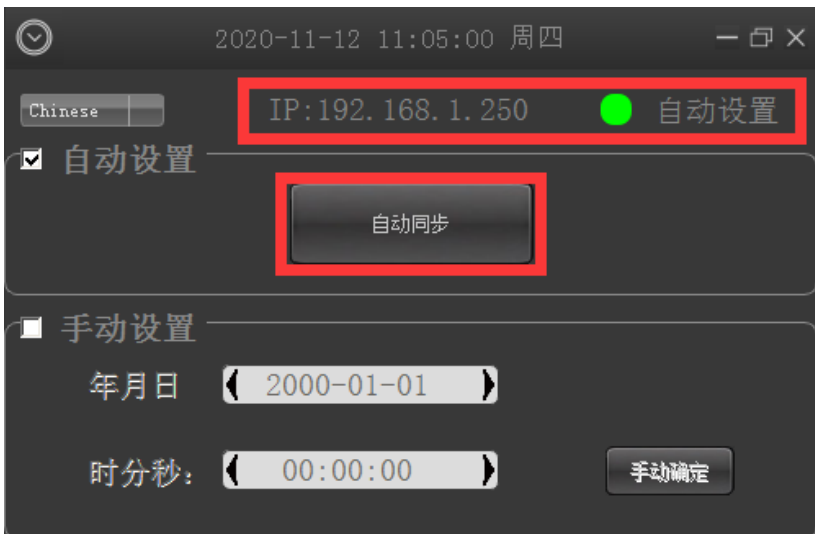 2020-11-12 11:05:00 周四
Chinese
IP:192.168.1.250 自动设置
自动设置
自动同步
手动设置
年月日 2000-01-01
时分秒: 00:00:00 手动确定